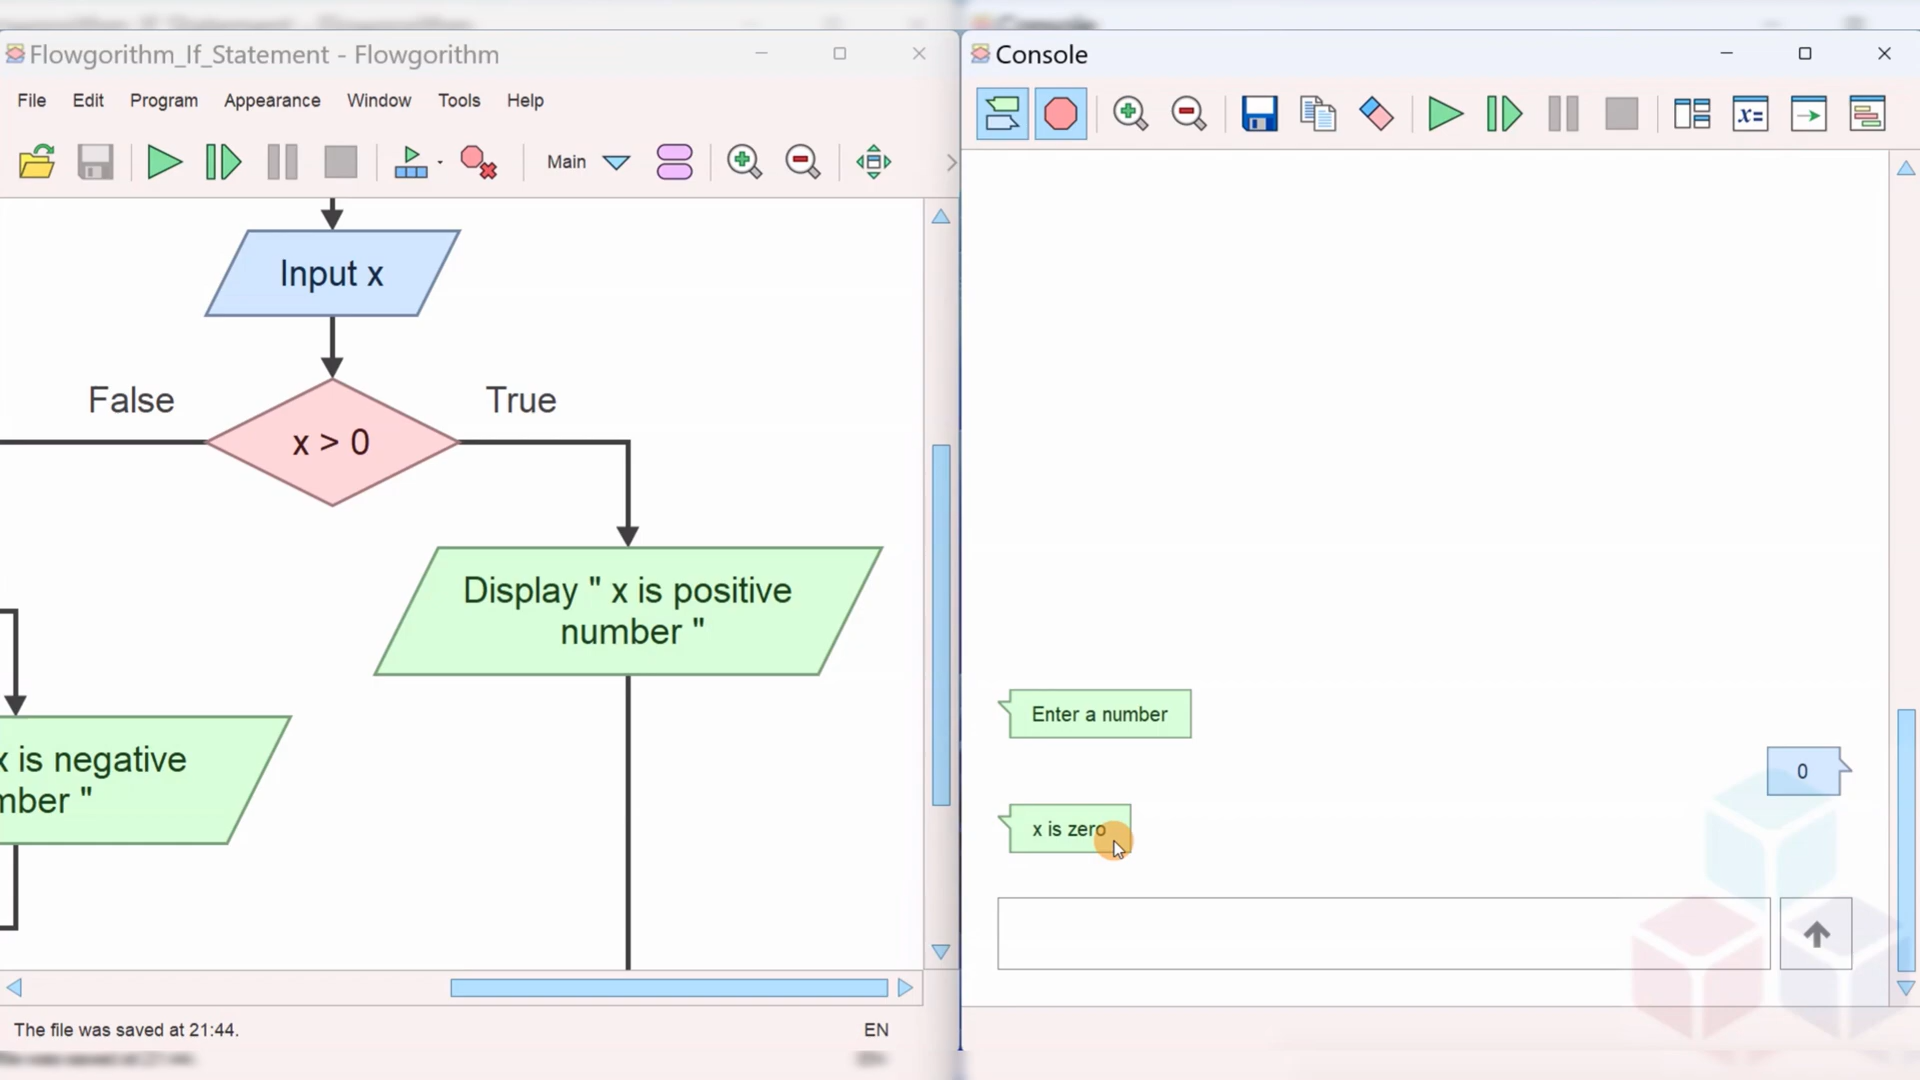 Flowgorithm_If_Statement - Flowgorithm
File Edit Program Appearance Window Tools Help
Main
Input x
False
True
x > 0
Display " x is positive
number "
x is negative
mber "
The file was saved at 21:44.
EN
Console
x=
Enter a number
0
x is zero